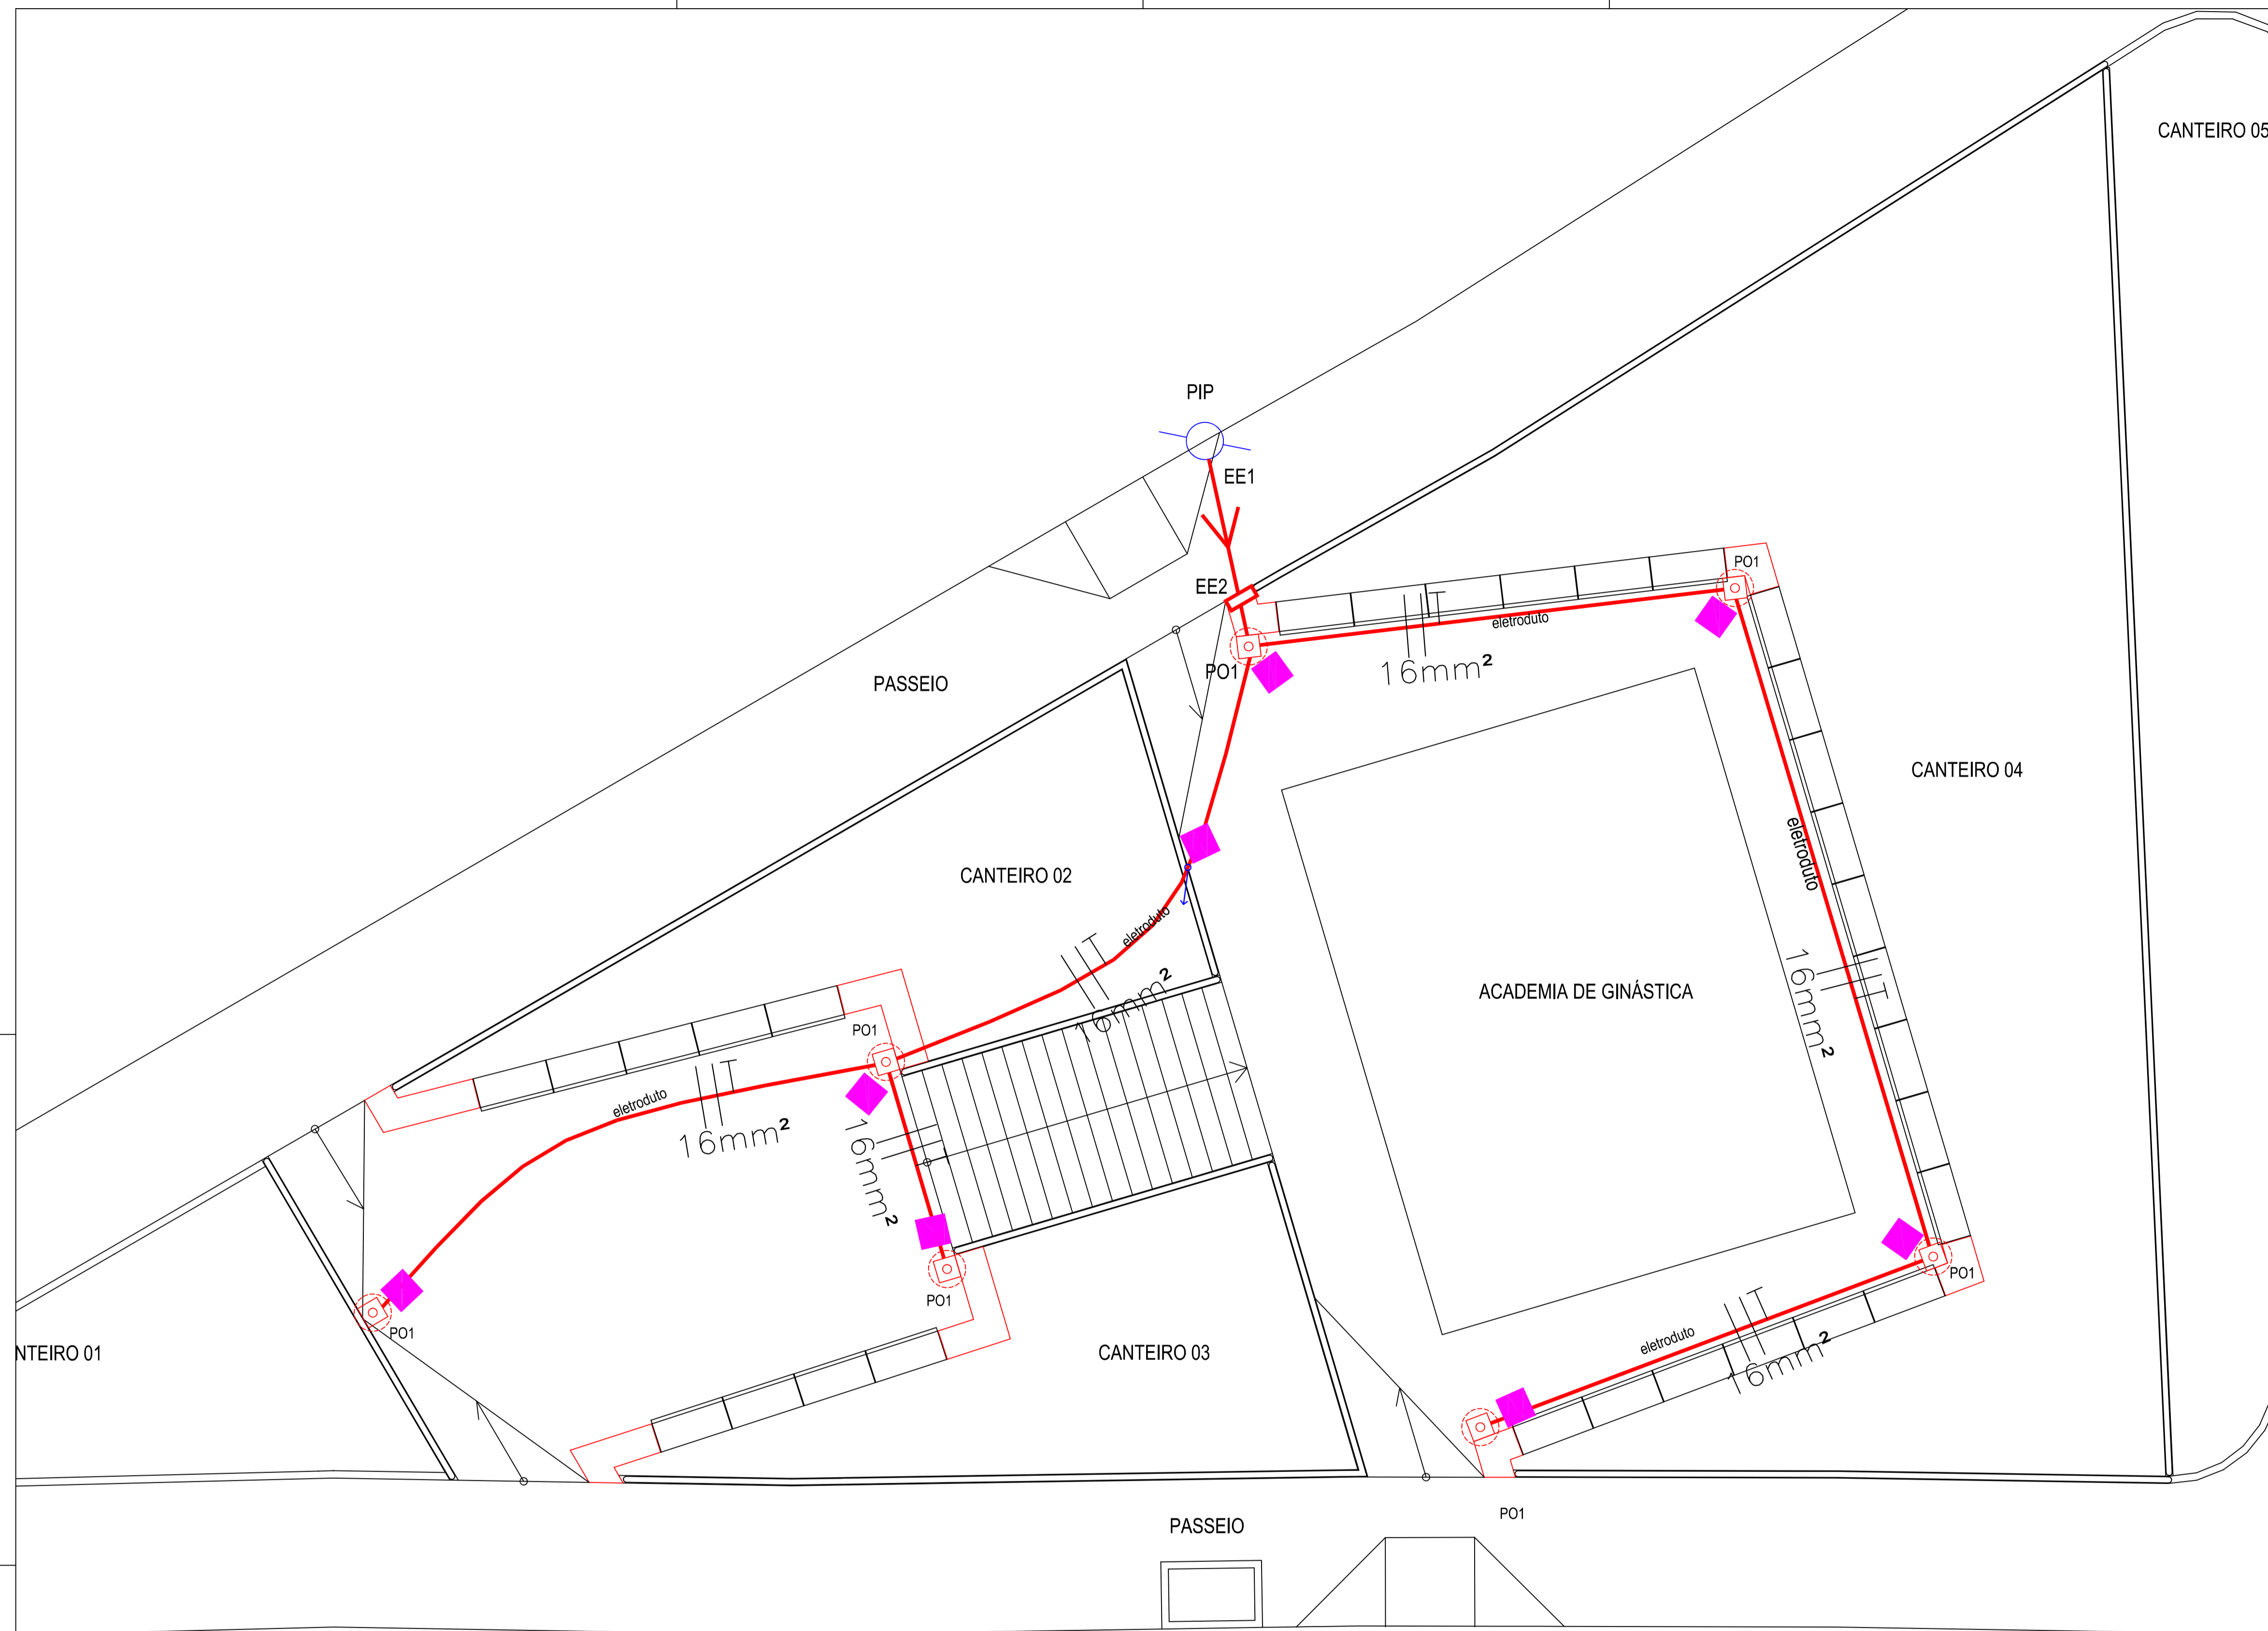 CANTEIRO 05
PIP
EE1
EE2
PO1
PO1
eletroduto
16mm²
PASSEIO
CANTEIRO 04
eletroduto
CANTEIRO 02
eletroduto
16mm²
ACADEMIA DE GINÁSTICA
16mm²
PO1
eletroduto
16mm²
16mm²
PO1
PO1
PO1
NTEIRO 01
CANTEIRO 03
eletroduto
16mm²
PO1
PASSEIO